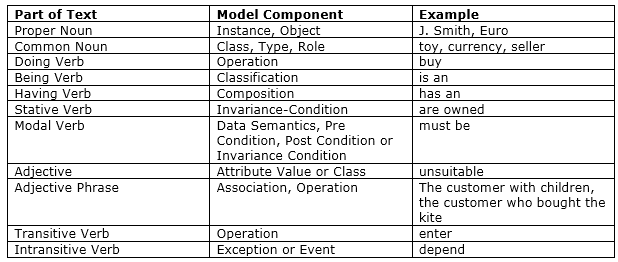 Part of Text Model Component Example
Proper Noun Instance, Object J. Smith, Euro
Common Noun Class, Type, Role toy, currency, seller
Doing Verb Operation buy
Being Verb Classification is an
Having Verb Composition has an
Stative Verb Invariance-Condition are owned
Modal Verb Data Semantics, Pre must be
Condition, Post Condition or
Invariance Condition
Adjective Attribute Value or Class unsuitable
Adjective Phrase Association, Operation The customer with children,
the customer who bought the
kite
Transitive Verb Operation enter
Intransitive Verb Exception or Event depend